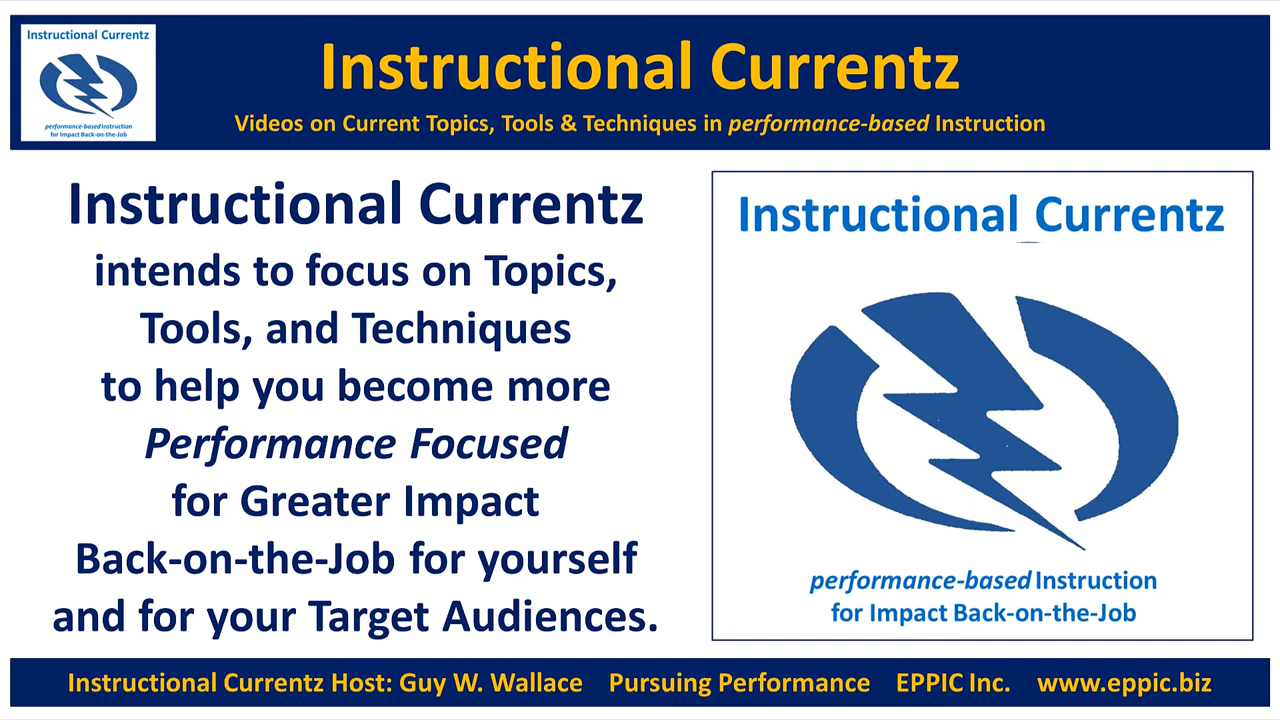 Instructional Currentz
performance-based Instruction
for Impact Back-on-the-Job
Instructional Currentz
Videos on Current Topics, Tools & Techniques in performance-based Instruction
Instructional Currentz
intends to focus on Topics,
Tools, and Techniques
to help you become more
Performance Focused
for Greater Impact
Back-on-the-Job for yourself
and for your Target Audiences.
Instructional Currentz
performance-based Instruction
for Impact Back-on-the-Job
Instructional Currentz Host: Guy W. Wallace Pursuing Performance EPPIC Inc. www.eppic.biz